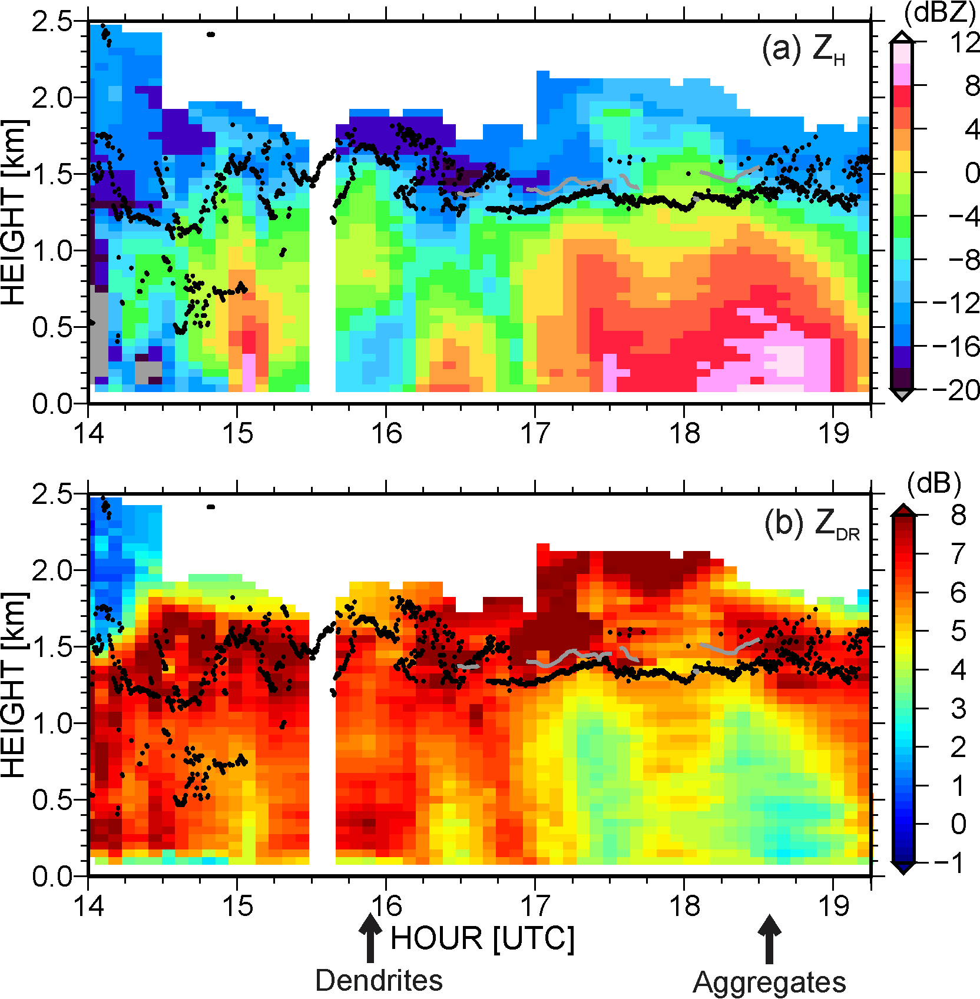 (dBZ)
(a) ZH
HEIGHT [km]
2.5
2.0
1.5
1.0
0.5
0.0
14 15 16 17 18 19
12
8
4
0
−4
−8
−12
−16
−20
(dB)
(b) ZDR
HEIGHT [km]
2.5
2.0
1.5
1.0
0.5
0.0
14 15 16 17 18 19
8
7
6
5
4
3
2
1
0
−1
HOUR [UTC]
Dendrites
Aggregates